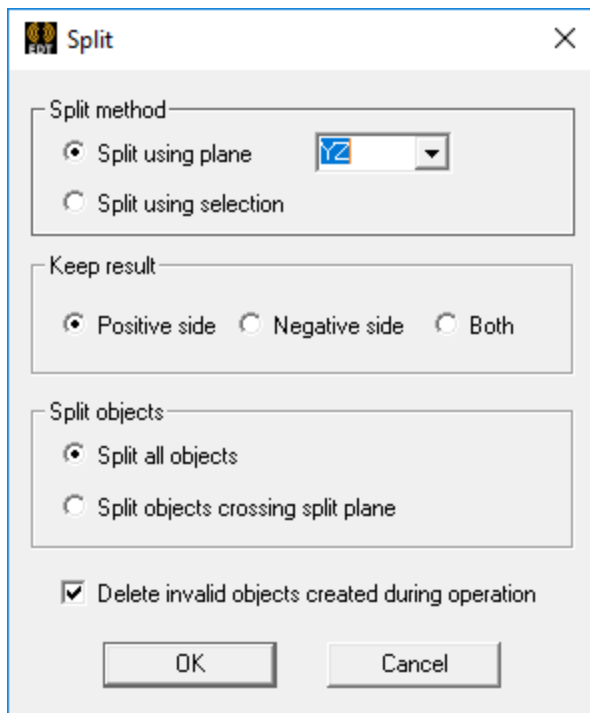 EDT Split
Split method
Split using plane YZ
Split using selection
Keep result
Positive side Negative side Both
Split objects
Split all objects
Split objects crossing split plane
Delete invalid objects created during operation
OK Cancel